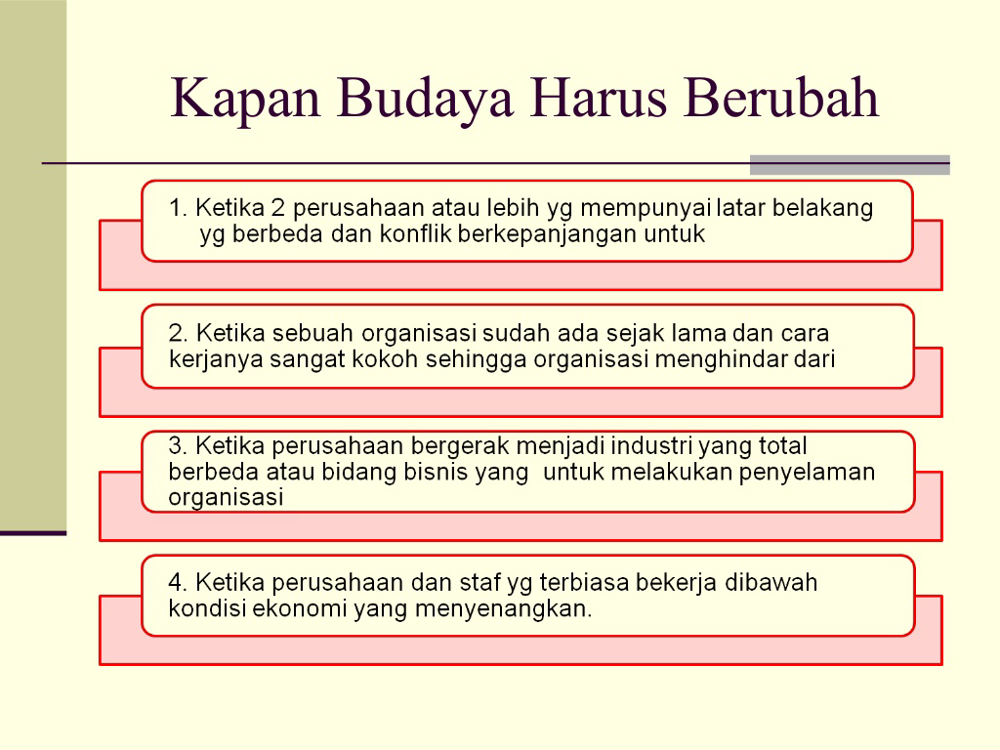 Kapan Budaya Harus Berubah
1. Ketika 2 perusahaan atau lebih yg mempunyai latar belakang
yg berbeda dan konflik berkepanjangan untuk
2. Ketika sebuah organisasi sudah ada sejak lama dan cara
kerjanya sangat kokoh sehingga organisasi menghindar dari
3. Ketika perusahaan bergerak menjadi industri yang total
berbeda atau bidang bisnis yang  untuk melakukan penyelaman
organisasi
4. Ketika perusahaan dan staf yg terbiasa bekerja dibawah
kondisi ekonomi yang menyenangkan.